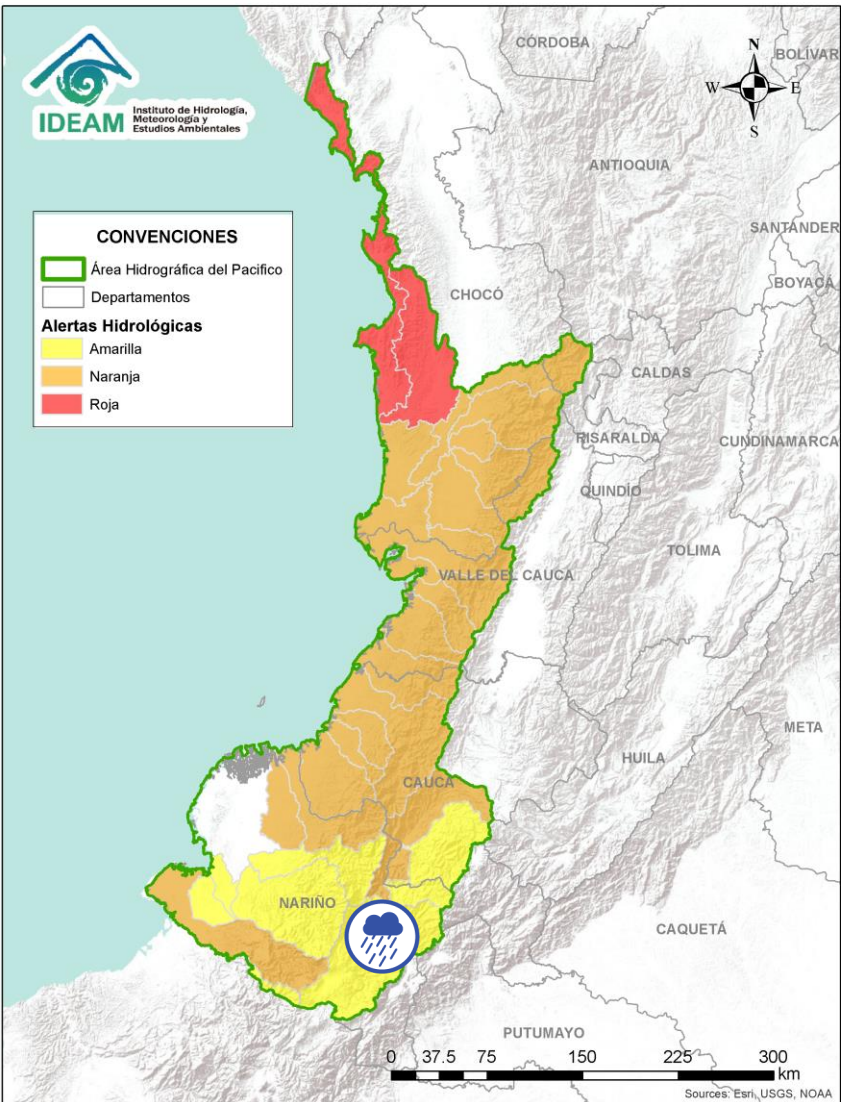 IDEAM
Instituto de Hidrología,
Meteorología y
Estudios Ambientales
CONVENCIONES
Área Hidrográfica del Pacifico
Departamentos
Alertas Hidrológicas
Amarilla
Naranja
Roja
N
W
E
S
CÓRDOBA
BOLIVAR
ANTIOQUIA
SANTANDER
BOYACÁ
CHOCÓ
CALDAS
RISARALDA
CUNDINAMARCA
QUINDÍO
TOLIMA
VALLE DEL CAUCA
META
HUILA
CAUCA
NARIÑO
CAQUETÁ
PUTUMAYO
0 37.5 75 150 225 300
km
Sources: Esri, USGS, NOAA